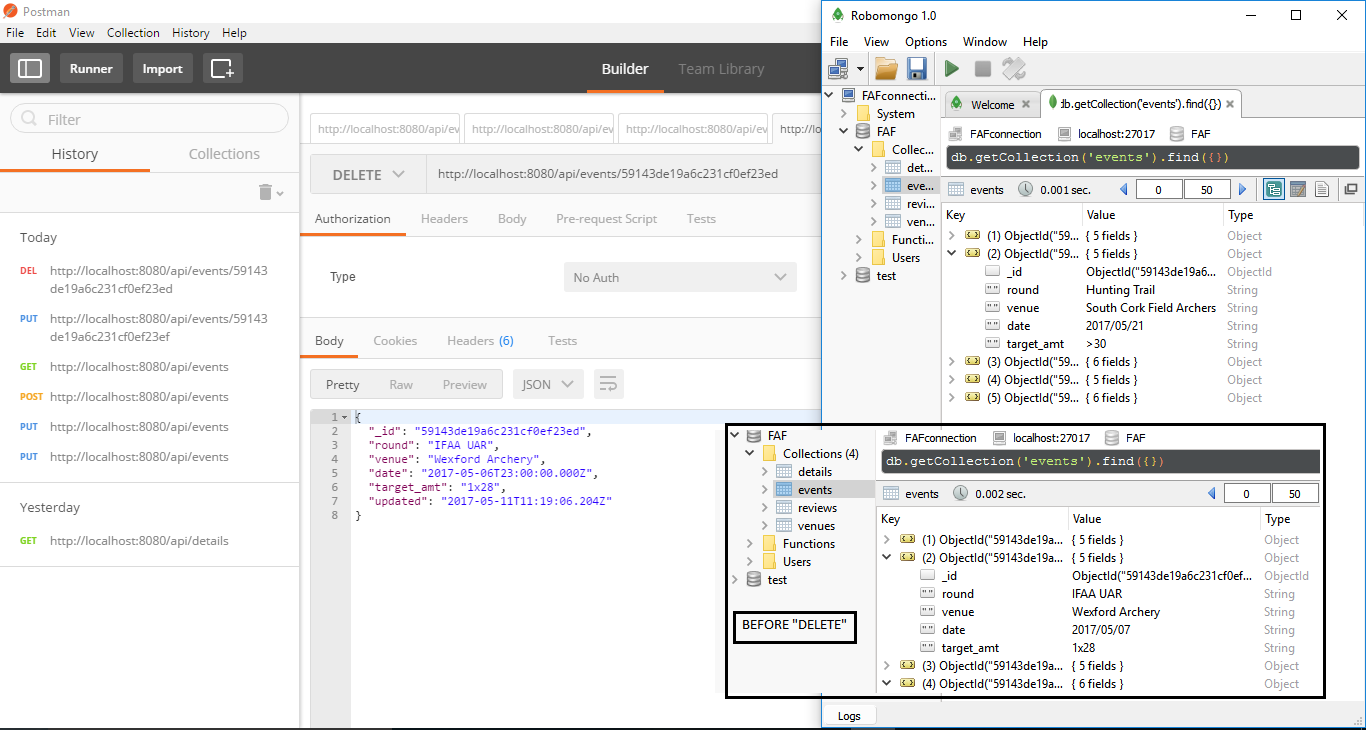 Postman
File Edit View Collection History Help
Runner Import Builder Team Library
Filter
History Collections
Today
DEL http://localhost:8080/api/events/59143
de19a6c231cf0ef23ed
PUT http://localhost:8080/api/events/59143
de19a6c231cf0ef23ef
GET http://localhost:8080/api/events
POST http://localhost:8080/api/events
PUT http://localhost:8080/api/events
PUT http://localhost:8080/api/events
Yesterday
GET http://localhost:8080/api/details
http://localhost:8080/api/ev http://localhost:8080/api/ev http://localhost:8080/api/ev http://lo
DELETE http://localhost:8080/api/events/59143de19a6c231cf0ef23ed
Authorization Headers Body Pre-request Script Tests
Type No Auth
Body Cookies Headers (6) Tests
Pretty Raw Preview JSON
1 {
2 "_id": "59143de19a6c231cf0ef23ed",
3 "round": "IFAA UAR",
4 "venue": "Wexford Archery",
5 "date": "2017-05-06T23:00:00.000Z",
6 "target_amt": "1x28",
7 "updated": "2017-05-11T11:19:06.204Z"
8 }
Robomongo 1.0
File View Options Window Help
FAFconnecti...
System
FAF
Collec...
det...
eve...
revi...
ven...
Functi...
Users
test
Welcome db.getCollection('events').find({})
FAFconnection localhost:27017 FAF
db.getCollection('events').find({})
events 0.001 sec. 0 50
Key Value Type
(1) ObjectId("59... { 5 fields } Object
(2) ObjectId("59... { 5 fields } Object
_id ObjectId("59143de19a6... ObjectId
"" round Hunting Trail String
"" venue South Cork Field Archers String
"" date 2017/05/21 String
"" target_amt >30 String
(3) ObjectId("59... { 6 fields } Object
(4) ObjectId("59... { 5 fields } Object
(5) ObjectId("59... { 6 fields } Object
FAF
Collections (4)
details
events
reviews
venues
Functions
Users
test
BEFORE "DELETE"
FAFconnection localhost:27017 FAF
db.getCollection('events').find({})
events 0.002 sec. 0 50
Key Value Type
(1) ObjectId("59143de19a... { 5 fields } Object
(2) ObjectId("59143de19a... { 5 fields } Object
_id ObjectId("59143de19a6c231cf0ef... ObjectId
"" round IFAA UAR String
"" venue Wexford Archery String
"" date 2017/05/07 String
"" target_amt 1x28 String
(3) ObjectId("59143de19a... { 5 fields } Object
(4) ObjectId("59143de19a... { 6 fields } Object
Logs